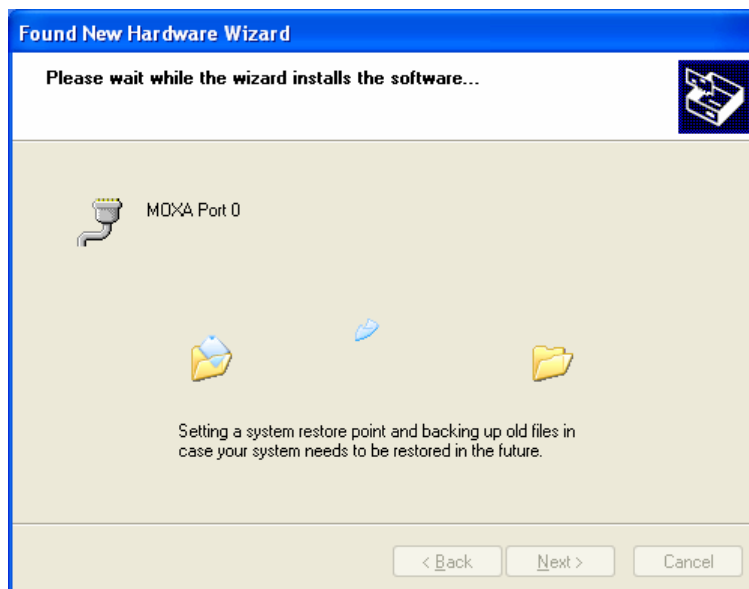 Found New Hardware Wizard
Please wait while the wizard installs the software...
MOXA Port 0
Setting a system restore point and backing up old files in
case your system needs to be restored in the future.
< Back
Next >
Cancel